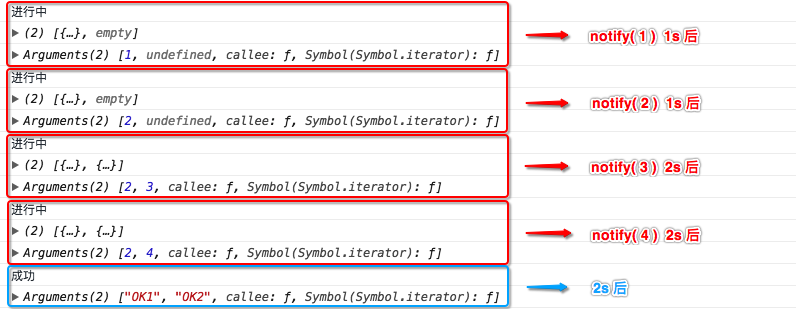 进行中
▶ (2) [{…}, empty]
▶ Arguments(2) [1, undefined, callee: ƒ, Symbol(Symbol.iterator): ƒ]
notify( 1 ) 1s 后
进行中
▶ (2) [{…}, empty]
▶ Arguments(2) [2, undefined, callee: ƒ, Symbol(Symbol.iterator): ƒ]
notify( 2 ) 1s 后
进行中
▶ (2) [{…}, {…}]
▶ Arguments(2) [2, 3, callee: ƒ, Symbol(Symbol.iterator): ƒ]
notify( 3 ) 2s 后
进行中
▶ (2) [{…}, {…}]
▶ Arguments(2) [2, 4, callee: ƒ, Symbol(Symbol.iterator): ƒ]
notify( 4 ) 2s 后
成功
▶ Arguments(2) ["OK1", "OK2", callee: ƒ, Symbol(Symbol.iterator): ƒ]
2s 后